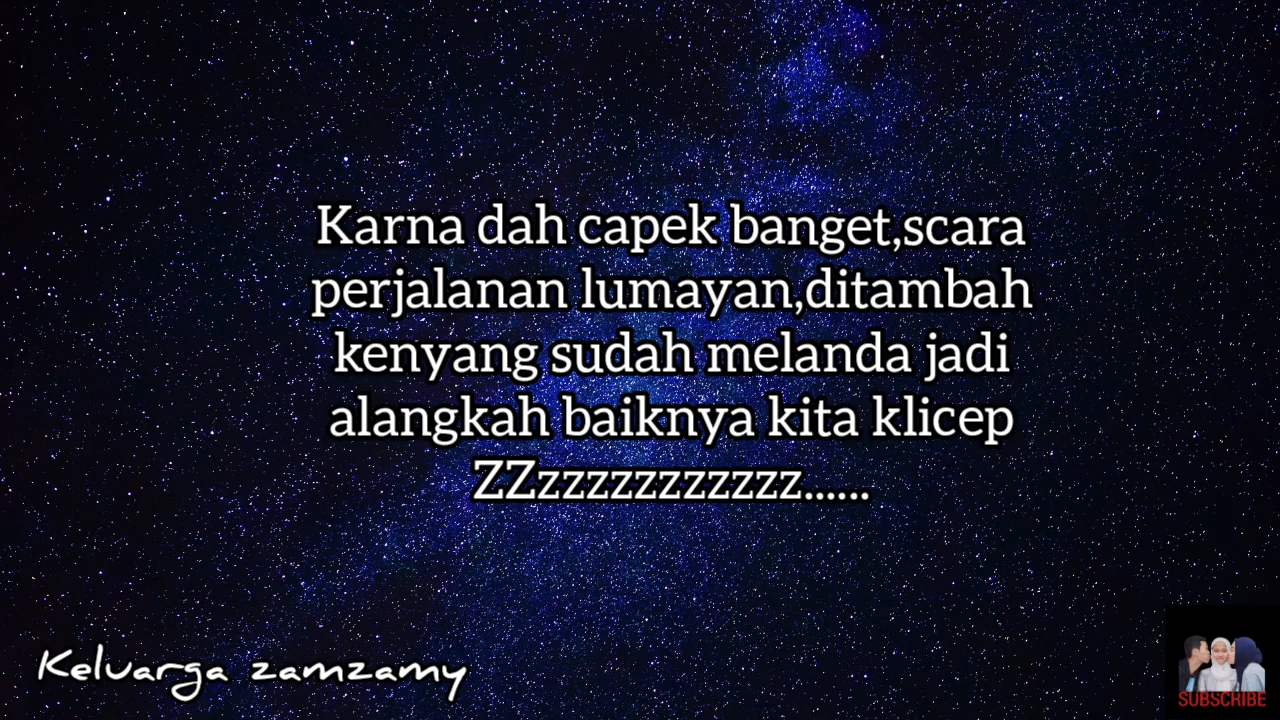 Karna dah capek banget,scara
perjalanan lumayan,ditambah
kenyang sudah melanda jadi
alangkah baiknya kita klicep
ZZzzzzzzzzzzz......
Keluarga zamzamy
SUBSCRIBE